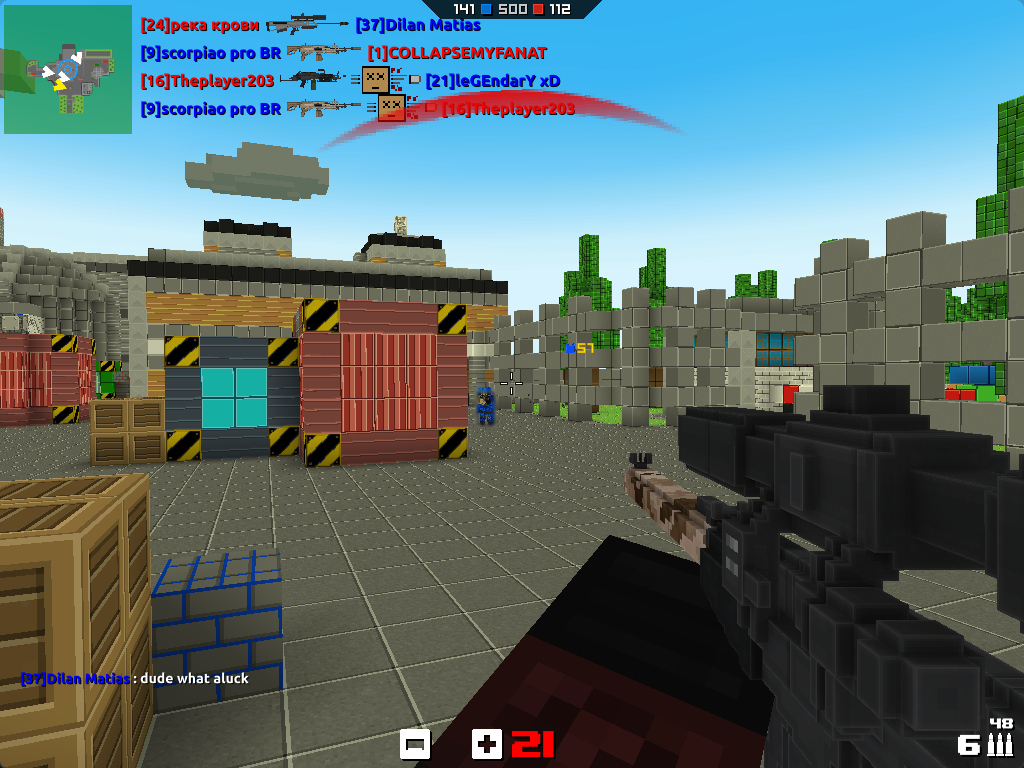 141 500 112
[24]река крови [37]Dilan Matias
[9]scorpiao pro BR [1]COLLAPSEMYFANAT
[16]Theplayer203 [21]leGEndarY xD
[9]scorpiao pro BR [16]Theplayer203
51
[37]Dilan Matias : dude what aluck
21
48
6